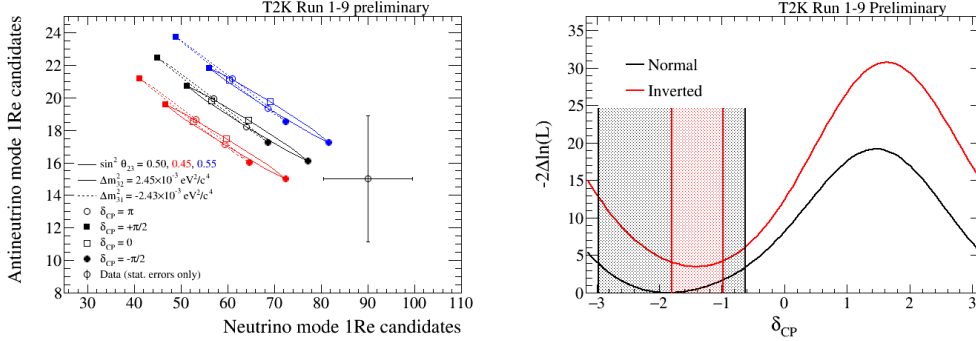 T2K Run 1-9 preliminary
Antineutrino mode 1Re candidates
24
22
20
18
16
14
12
10
8
sin² θ₂₃ = 0.50, 0.45, 0.55
Δm²₃₂ = 2.45×10⁻³ eV²/c⁴
Δm²₃₁ = -2.43×10⁻³ eV²/c⁴
δCP = π
δCP = +π/2
δCP = 0
δCP = -π/2
Data (stat. errors only)
30 40 50 60 70 80 90 100 110
Neutrino mode 1Re candidates
T2K Run 1-9 Preliminary
-2Δln(L)
35
30
25
20
15
10
5
0
Normal
Inverted
-3 -2 -1 0 1 2 3
δCP